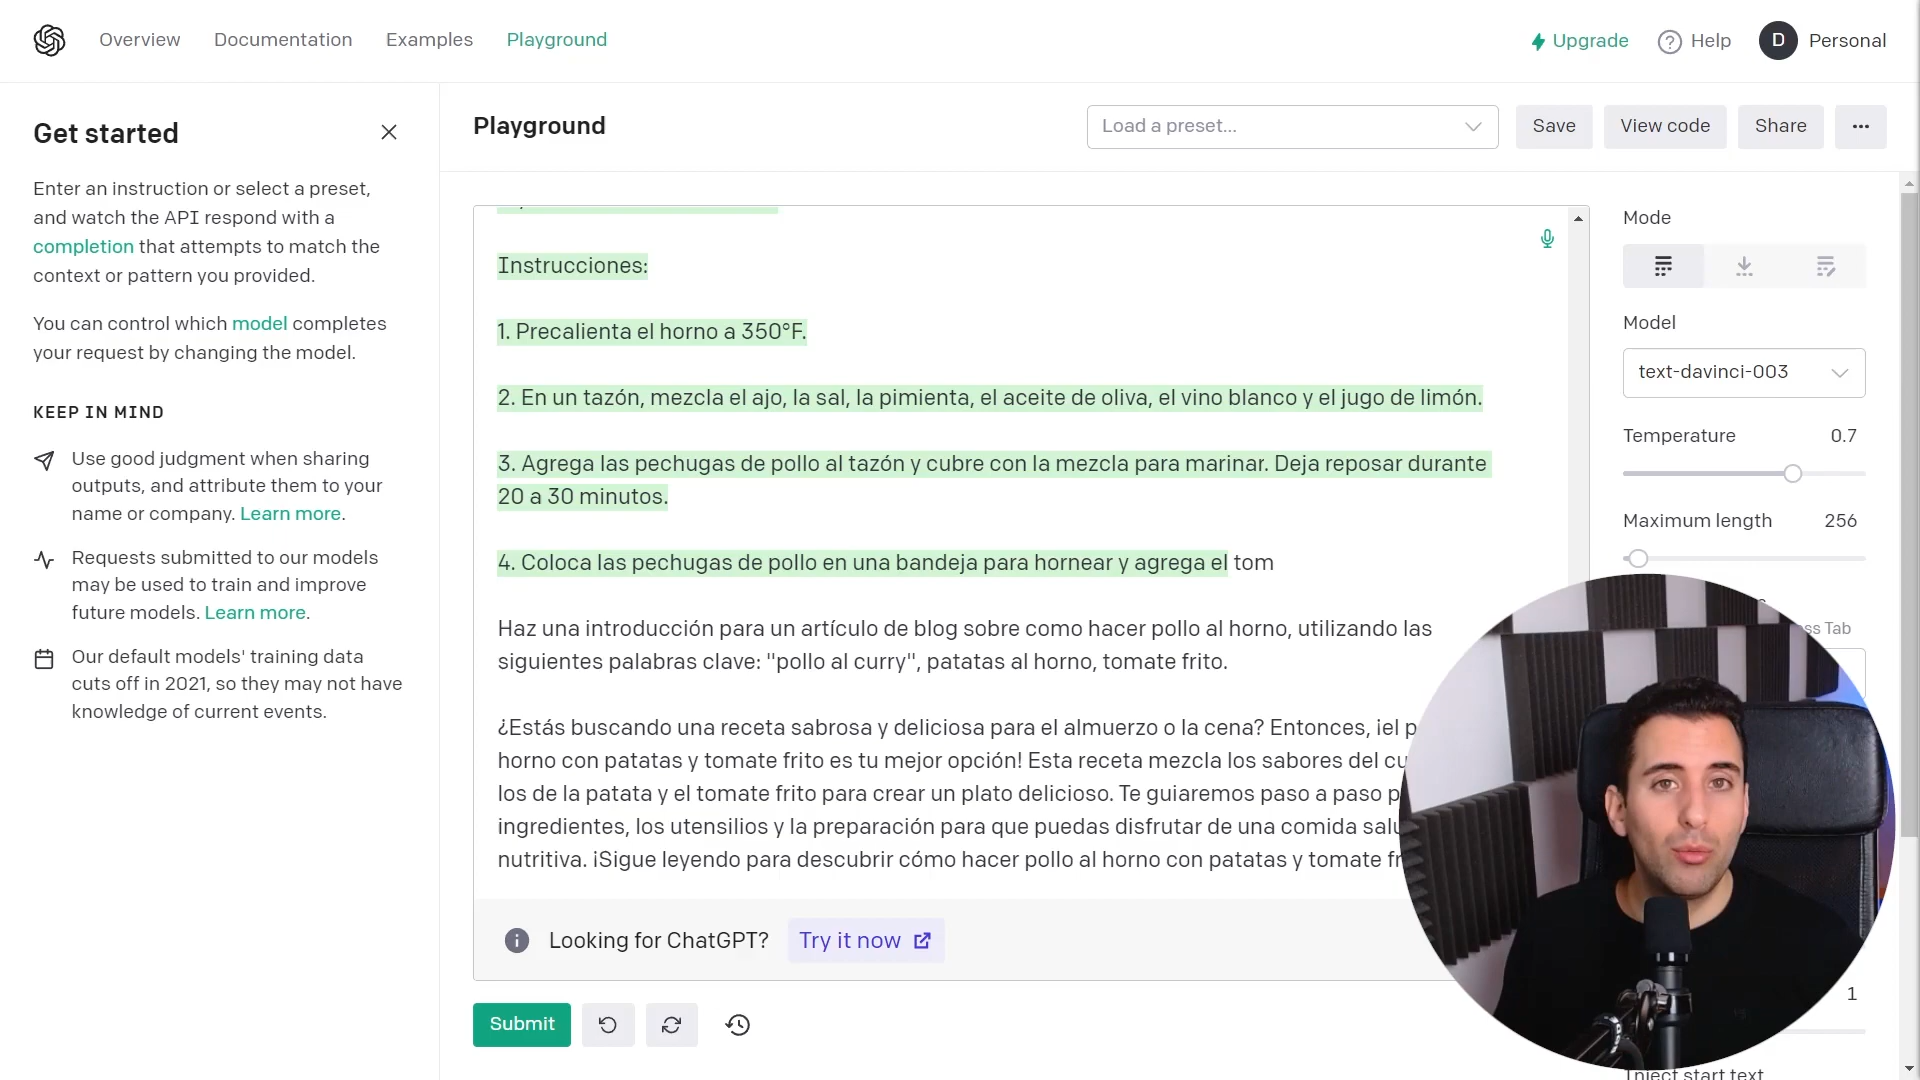 Overview Documentation Examples Playground
Upgrade Help D Personal
Get started
Enter an instruction or select a preset,
and watch the API respond with a
completion that attempts to match the
context or pattern you provided.
You can control which model completes
your request by changing the model.
KEEP IN MIND
Use good judgment when sharing
outputs, and attribute them to your
name or company. Learn more.
Requests submitted to our models
may be used to train and improve
future models. Learn more.
Our default models' training data
cuts off in 2021, so they may not have
knowledge of current events.
Playground
Load a preset...
Save
View code
Share
Instrucciones:
1. Precalienta el horno a 350°F.
2. En un tazón, mezcla el ajo, la sal, la pimienta, el aceite de oliva, el vino blanco y el jugo de limón.
3. Agrega las pechugas de pollo al tazón y cubre con la mezcla para marinar. Deja reposar durante
20 a 30 minutos.
4. Coloca las pechugas de pollo en una bandeja para hornear y agrega el tom
Haz una introducción para un artículo de blog sobre como hacer pollo al horno, utilizando las
siguientes palabras clave: "pollo al curry", patatas al horno, tomate frito.
¿Estás buscando una receta sabrosa y deliciosa para el almuerzo o la cena? Entonces, ¡el
horno con patatas y tomate frito es tu mejor opción! Esta receta mezcla los sabores del
los de la patata y el tomate frito para crear un plato delicioso. Te guiaremos paso a paso
ingredientes, los utensilios y la preparación para que puedas disfrutar de una comida
nutritiva. ¡Sigue leyendo para descubrir cómo hacer pollo al horno con patatas y tomate
Looking for ChatGPT? Try it now
Submit
Mode
Model
text-davinci-003
Temperature 0.7
Maximum length 256
Tab
1
Inject start text